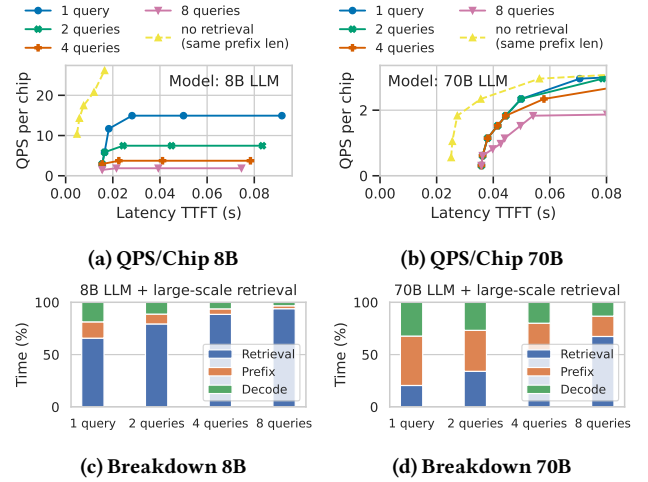 1 query
2 queries
4 queries
8 queries
no retrieval
(same prefix len)
1 query
2 queries
4 queries
8 queries
no retrieval
(same prefix len)
QPS per chip
20
10
0
Model: 8B LLM
0.00 0.02 0.04 0.06 0.08
Latency TTFT (s)
QPS per chip
2
0
Model: 70B LLM
0.00 0.02 0.04 0.06 0.08
Latency TTFT (s)
(a) QPS/Chip 8B
(b) QPS/Chip 70B
8B LLM + large-scale retrieval
Time (%)
100
50
0
Retrieval
Prefix
Decode
1 query 2 queries 4 queries 8 queries
70B LLM + large-scale retrieval
Time (%)
100
50
0
Retrieval
Prefix
Decode
1 query 2 queries 4 queries 8 queries
(c) Breakdown 8B
(d) Breakdown 70B